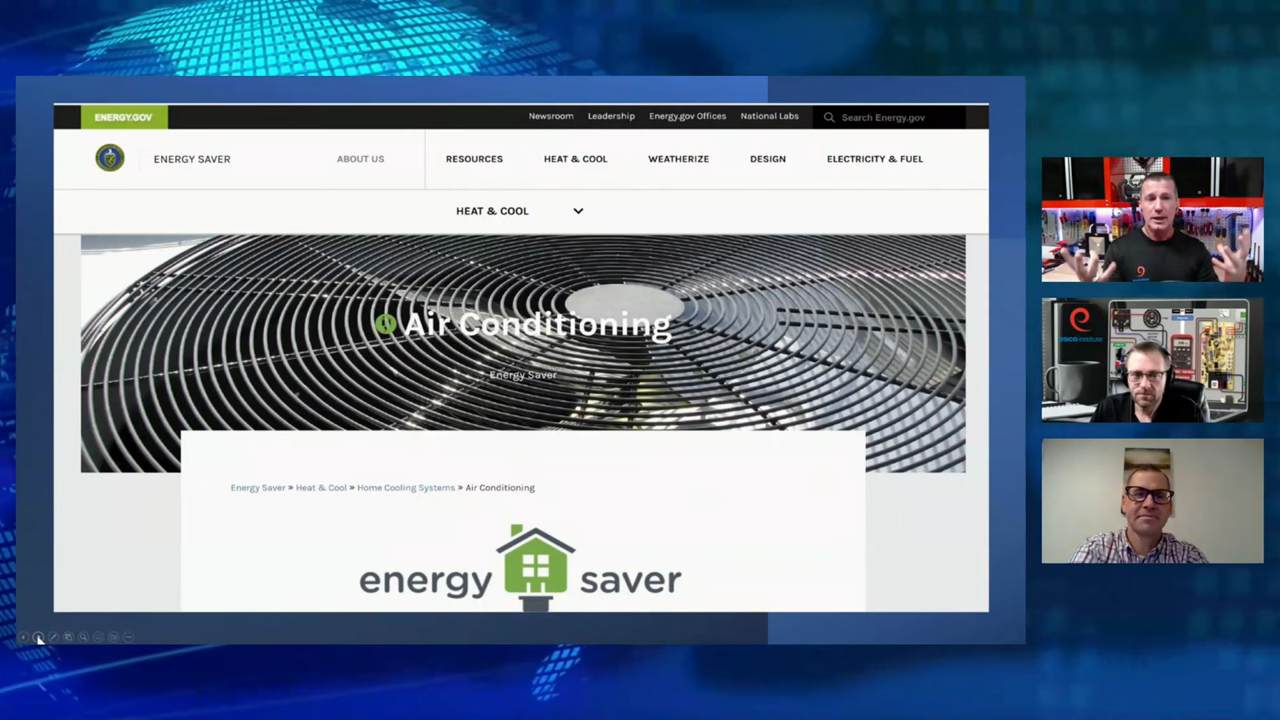 ENERGY.GOV
Newsroom Leadership Energy.gov Offices National Labs Search Energy.gov
ENERGY SAVER ABOUT US RESOURCES HEAT & COOL WEATHERIZE DESIGN ELECTRICITY & FUEL
HEAT & COOL
Air Conditioning
Energy Saver
Energy Saver » Heat & Cool » Home Cooling Systems » Air Conditioning
energy saver
esco institute